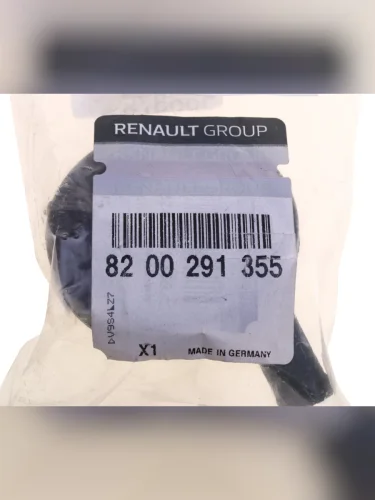 RENAULT GROUP
82 00 291 355
X1 MADE IN GERMANY